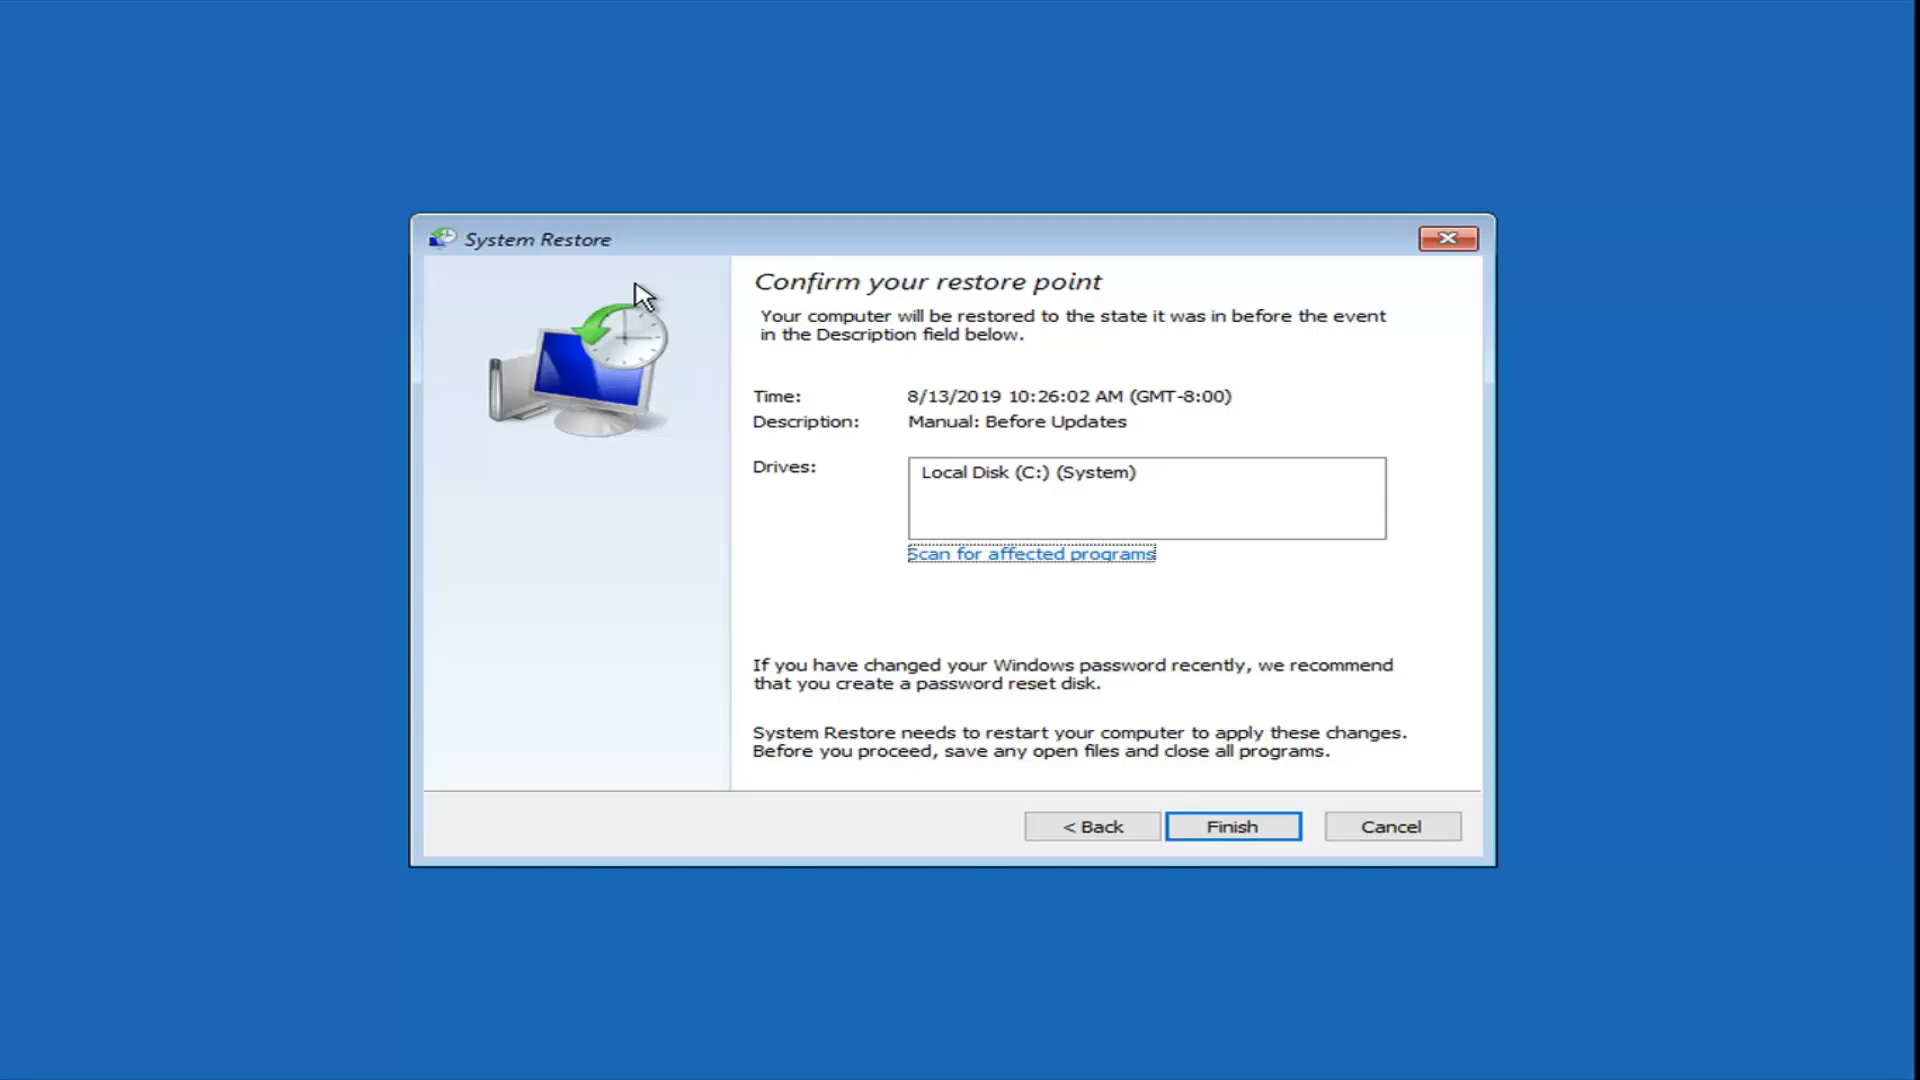 System Restore
Confirm your restore point
Your computer will be restored to the state it was in before the event
in the Description field below.
Time: 8/13/2019 10:26:02 AM (GMT-8:00)
Description: Manual: Before Updates
Drives: Local Disk (C:) (System)
Scan for affected programs
If you have changed your Windows password recently, we recommend
that you create a password reset disk.
System Restore needs to restart your computer to apply these changes.
Before you proceed, save any open files and close all programs.
< Back Finish Cancel